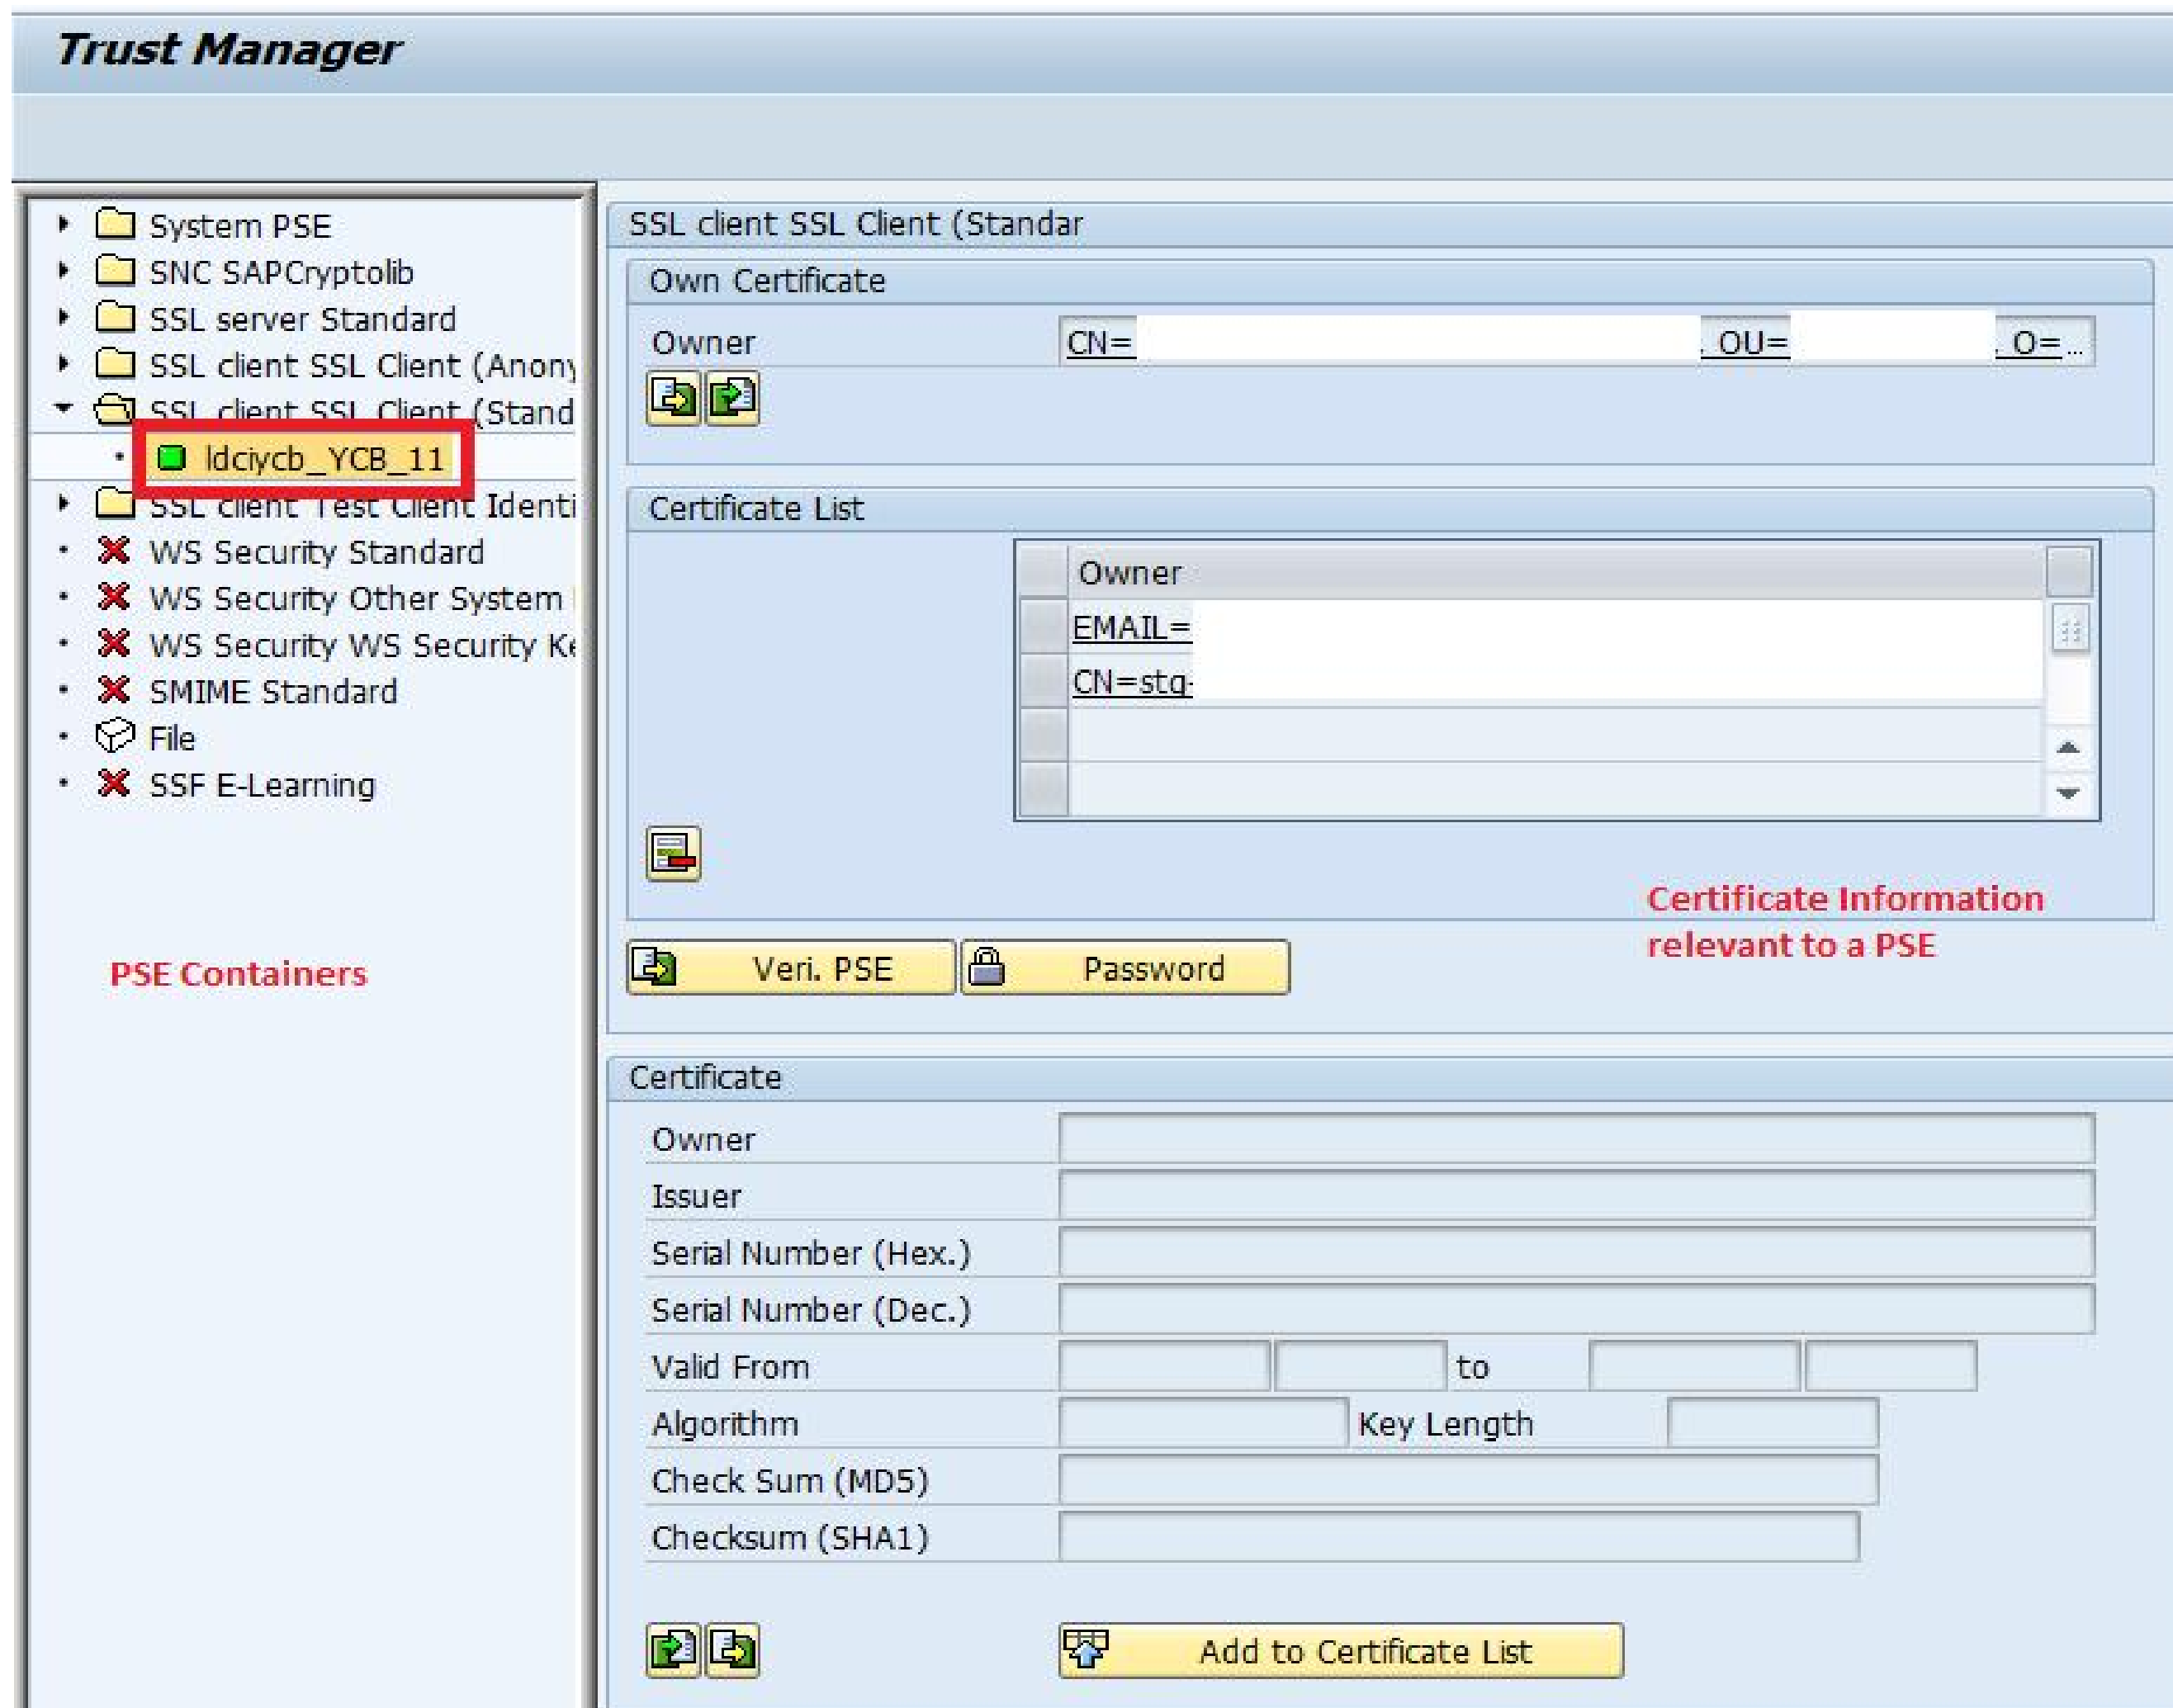 Trust Manager
System PSE
SNC SAPCryptolib
SSL server Standard
SSL client SSL Client (Anony
SSL client SSL Client (Stand
ldciycb_YCB_11
SSL client Test Client Identi
WS Security Standard
WS Security Other System
WS Security WS Security Ke
SMIME Standard
File
SSF E-Learning
PSE Containers
SSL client SSL Client (Standar
Own Certificate
Owner CN= , OU= , O=...
Certificate List
Owner
EMAIL=
CN=stg-
Certificate Information
relevant to a PSE
Veri. PSE Password
Certificate
Owner
Issuer
Serial Number (Hex.)
Serial Number (Dec.)
Valid From to
Algorithm Key Length
Check Sum (MD5)
Checksum (SHA1)
Add to Certificate List